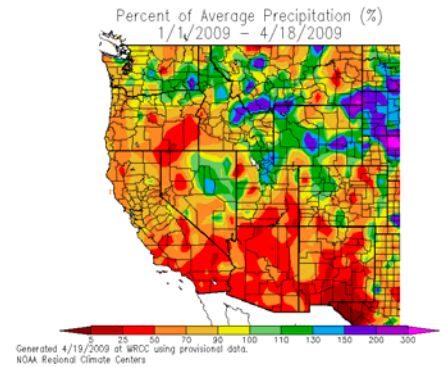 Percent of Average Precipitation (%)
1/1/2009 – 4/18/2009
5 25 50 70 90 100 110 130 150 200 300
Generated 4/19/2009 at WRCC using provisional data.
NOAA Regional Climate Centers